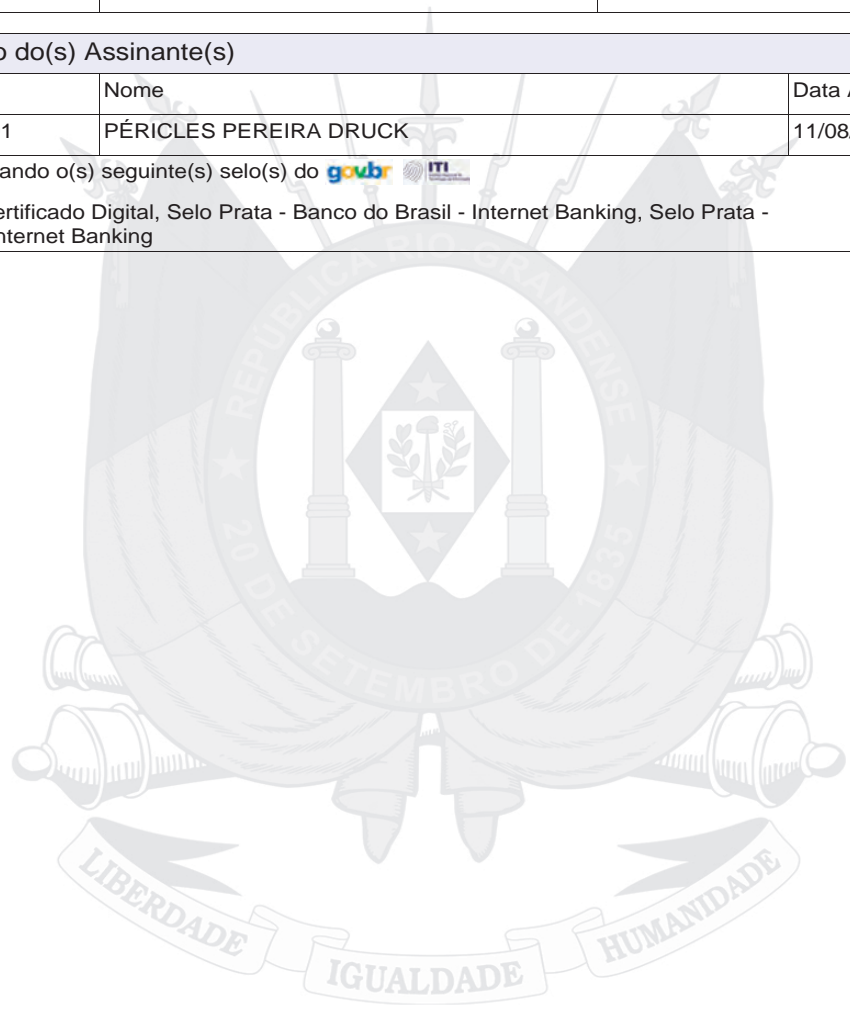 o do(s) Assinante(s)
Nome
Data
1
PÉRICLES PEREIRA DRUCK
11/08
ando o(s) seguinte(s) selo(s) do gov.br ITI
ertificado Digital, Selo Prata - Banco do Brasil - Internet Banking, Selo Prata -
nternet Banking
REPÚBLICA RIO-GRANDENSE
20 DE SETEMBRO DE 1835
LIBERDADE
IGUALDADE
HUMANIDADE